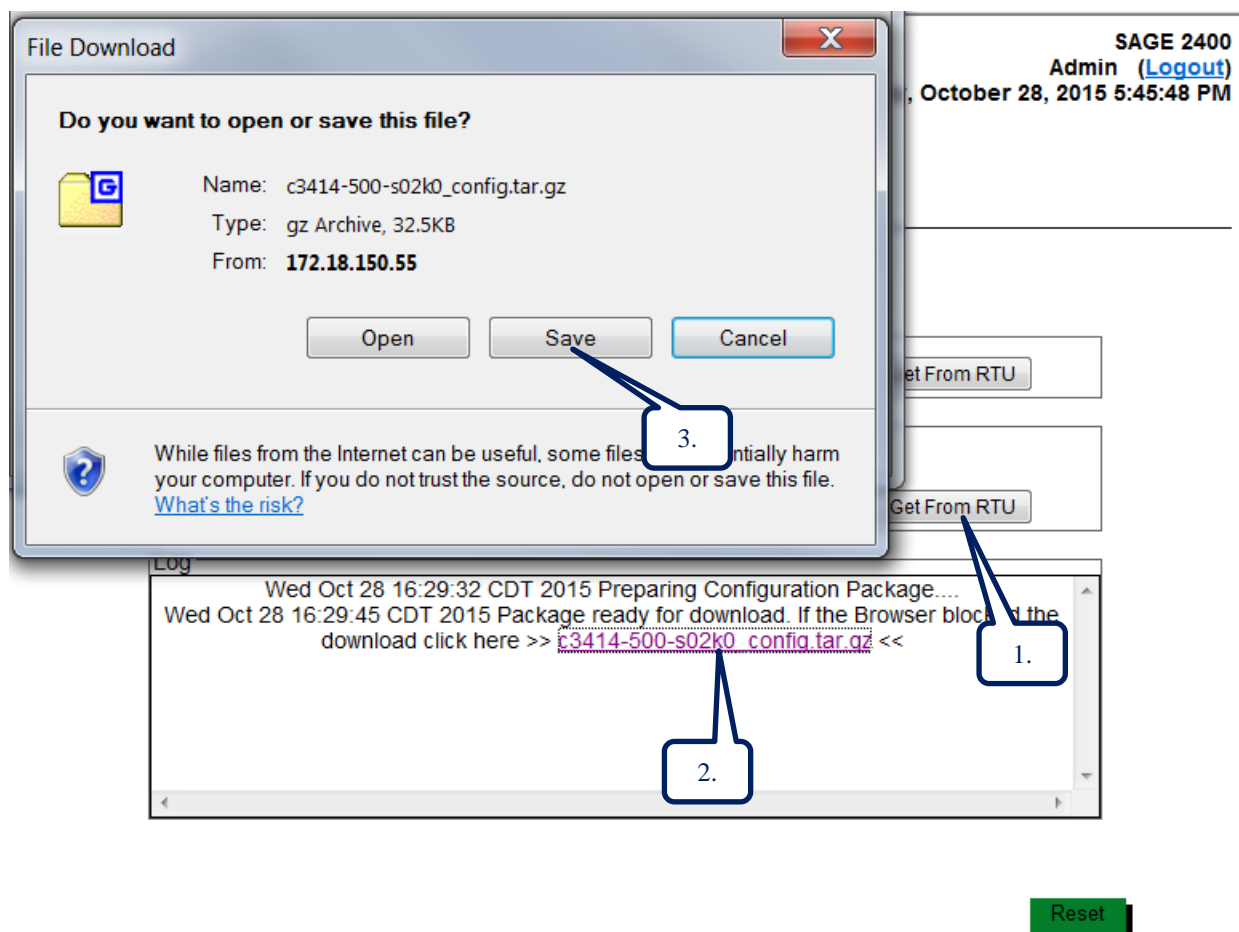 File Download
X
SAGE 2400
Admin (Logout)
, October 28, 2015 5:45:48 PM
Do you want to open or save this file?
G
Name: c3414-500-s02k0_config.tar.gz
Type: gz Archive, 32.5KB
From: 172.18.150.55
Open Save Cancel
et From RTU
3.
While files from the Internet can be useful, some files ntially harm
your computer. If you do not trust the source, do not open or save this file.
What's the risk?
Get From RTU
Log
Wed Oct 28 16:29:32 CDT 2015 Preparing Configuration Package....
Wed Oct 28 16:29:45 CDT 2015 Package ready for download. If the Browser blocked the
download click here >> c3414-500-s02k0_config.tar.gz <<
1.
2.
Reset